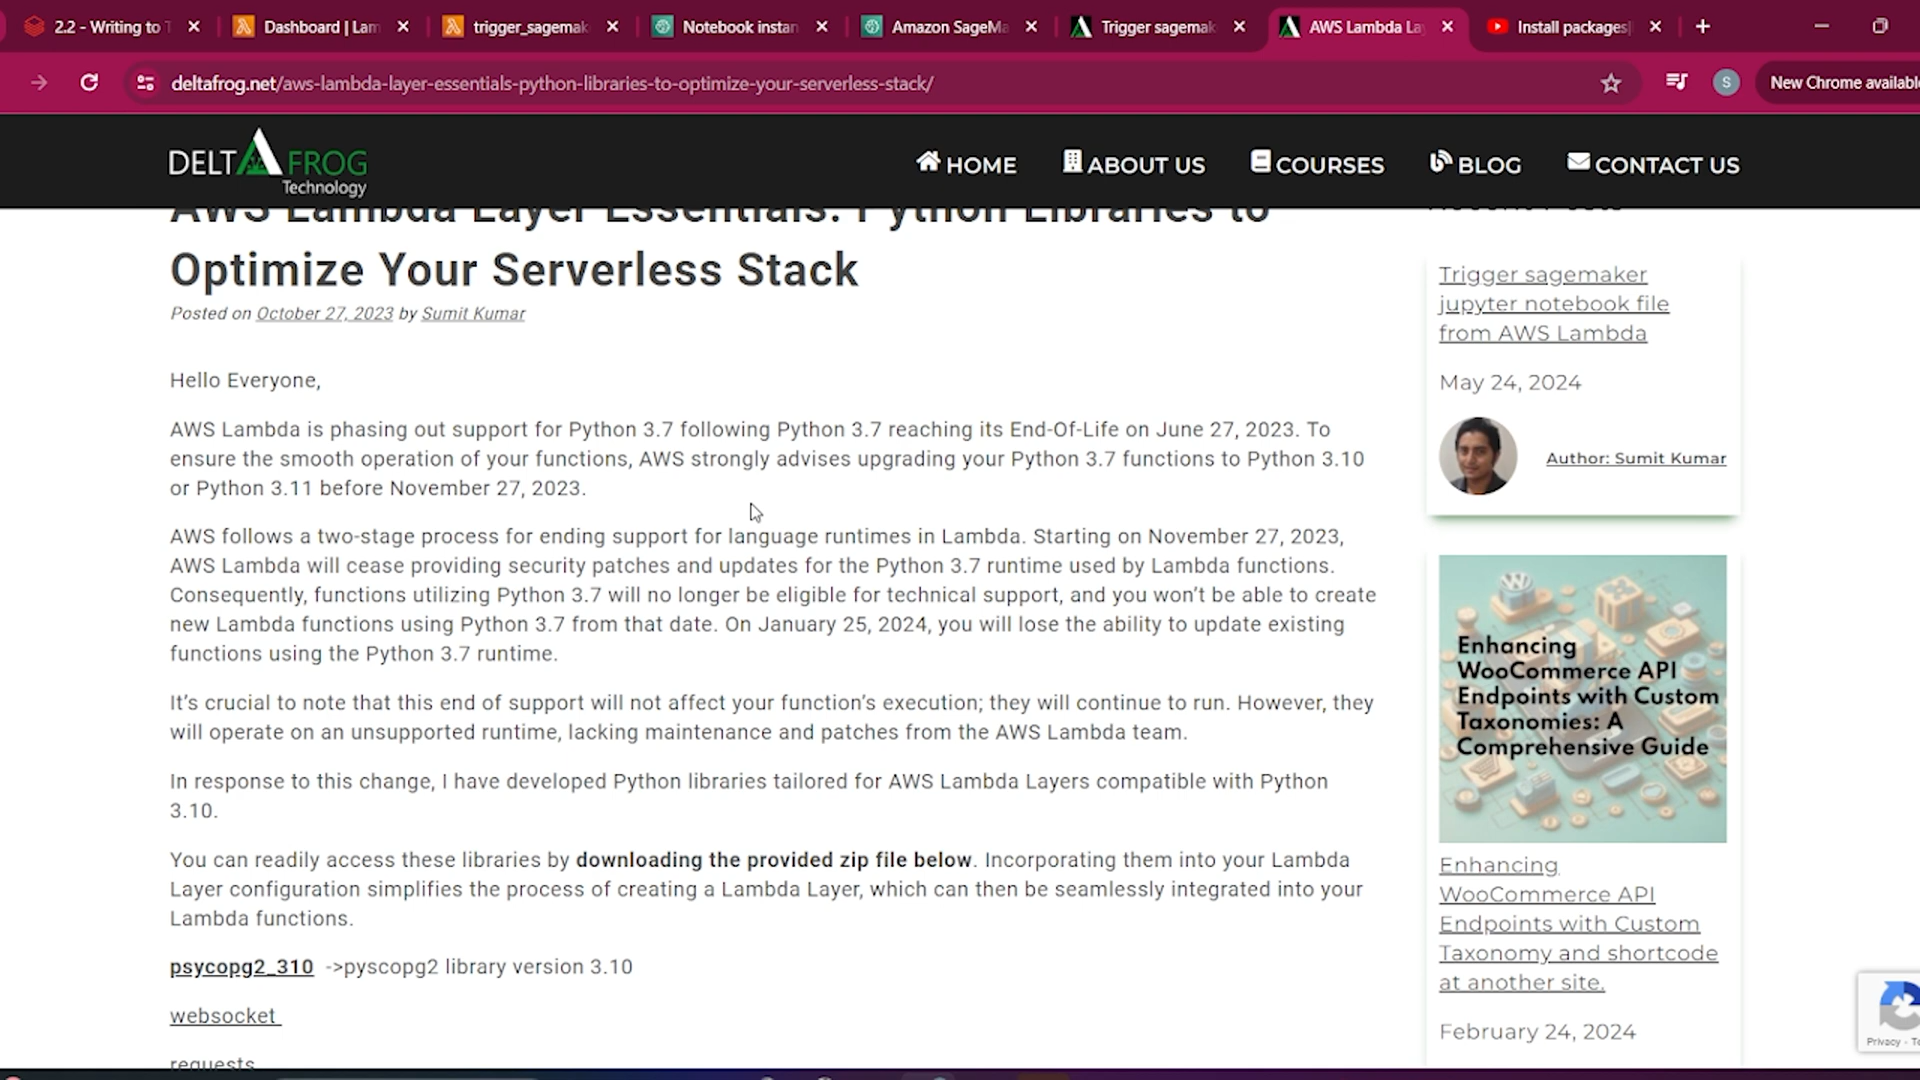 2.2 - Writing to T
Dashboard | Lam
trigger_sagemak
Notebook instan
Amazon SageMa
Trigger sagemak
AWS Lambda La
Install packages|
deltafrog.net/aws-lambda-layer-essentials-python-libraries-to-optimize-your-serverless-stack/
S
New Chrome available
DELTA FROG
Technology
HOME
ABOUT US
COURSES
BLOG
CONTACT US
AWS Lambda Layer Essentials: Python Libraries to
Optimize Your Serverless Stack
Posted on October 27, 2023 by Sumit Kumar
Hello Everyone,
AWS Lambda is phasing out support for Python 3.7 following Python 3.7 reaching its End-Of-Life on June 27, 2023. To
ensure the smooth operation of your functions, AWS strongly advises upgrading your Python 3.7 functions to Python 3.10
or Python 3.11 before November 27, 2023.
AWS follows a two-stage process for ending support for language runtimes in Lambda. Starting on November 27, 2023,
AWS Lambda will cease providing security patches and updates for the Python 3.7 runtime used by Lambda functions.
Consequently, functions utilizing Python 3.7 will no longer be eligible for technical support, and you won't be able to create
new Lambda functions using Python 3.7 from that date. On January 25, 2024, you will lose the ability to update existing
functions using the Python 3.7 runtime.
It's crucial to note that this end of support will not affect your function's execution; they will continue to run. However, they
will operate on an unsupported runtime, lacking maintenance and patches from the AWS Lambda team.
In response to this change, I have developed Python libraries tailored for AWS Lambda Layers compatible with Python
3.10.
You can readily access these libraries by downloading the provided zip file below. Incorporating them into your Lambda
Layer configuration simplifies the process of creating a Lambda Layer, which can then be seamlessly integrated into your
Lambda functions.
psycopg2_310 ->pyscopg2 library version 3.10
websocket
requests
Trigger sagemaker
jupyter notebook file
from AWS Lambda
May 24, 2024
Author: Sumit Kumar
Enhancing
WooCommerce API
Endpoints with Custom
Taxonomies: A
Comprehensive Guide
Enhancing
WooCommerce API
Endpoints with Custom
Taxonomy and shortcode
at another site.
February 24, 2024
Privacy - Te